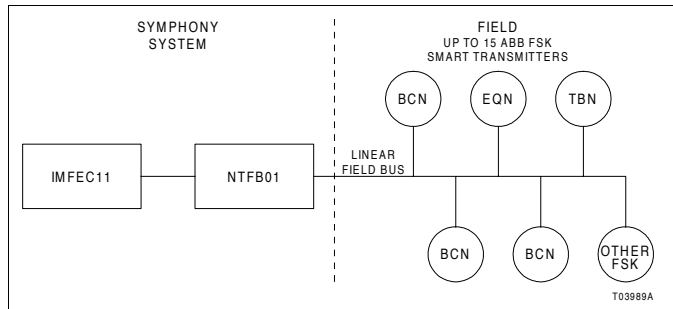 SYMPHONY
SYSTEM
FIELD
UP TO 15 ABB FSK
SMART TRANSMITTERS
BCN
EQN
TBN
LINEAR
FIELD BUS
IMFEC11
NTFB01
BCN
BCN
OTHER
FSK
T03989A